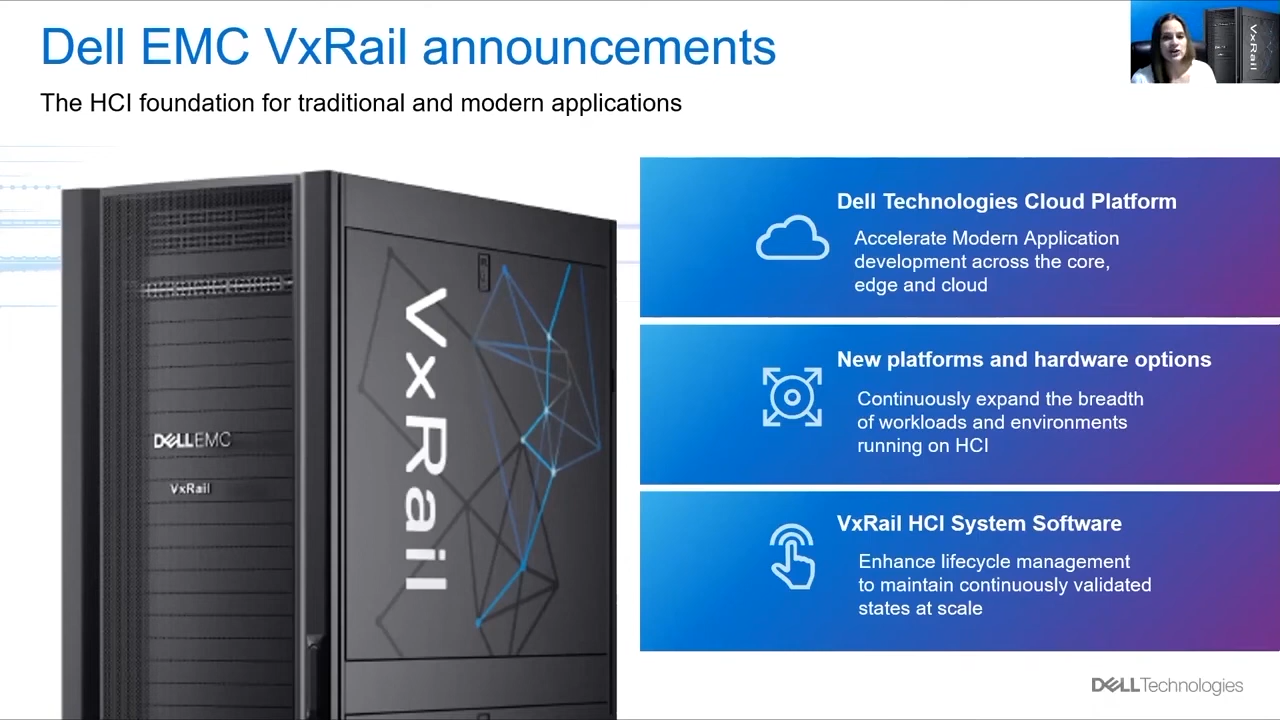 Dell EMC VxRail announcements
The HCI foundation for traditional and modern applications
VxRail
DELLEMC
VxRail
VxRail
Dell Technologies Cloud Platform
Accelerate Modern Application
development across the core,
edge and cloud
New platforms and hardware options
Continuously expand the breadth
of workloads and environments
running on HCI
VxRail HCI System Software
Enhance lifecycle management
to maintain continuously validated
states at scale
DELLTechnologies